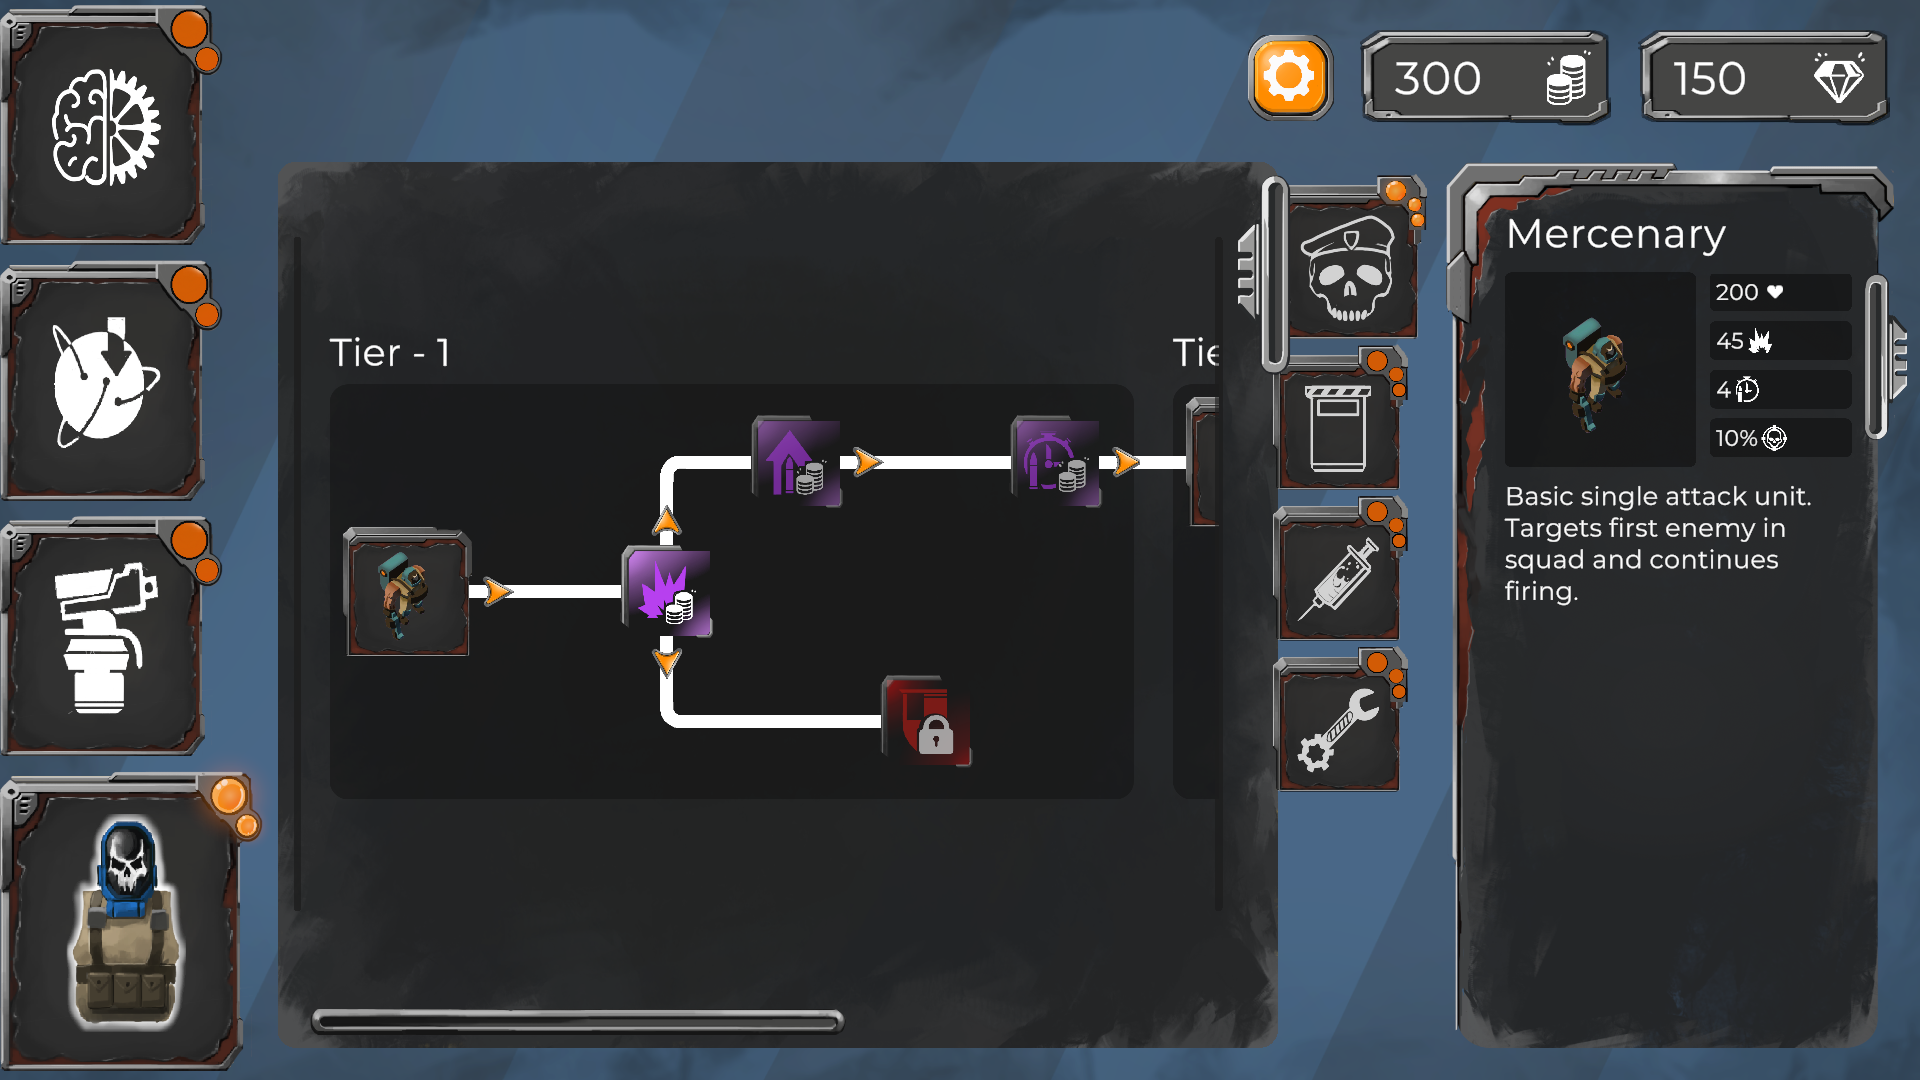 300
150
Mercenary
200
45
4
10%
Basic single attack unit.
Targets first enemy in
squad and continues
firing.
Tier - 1
Tie